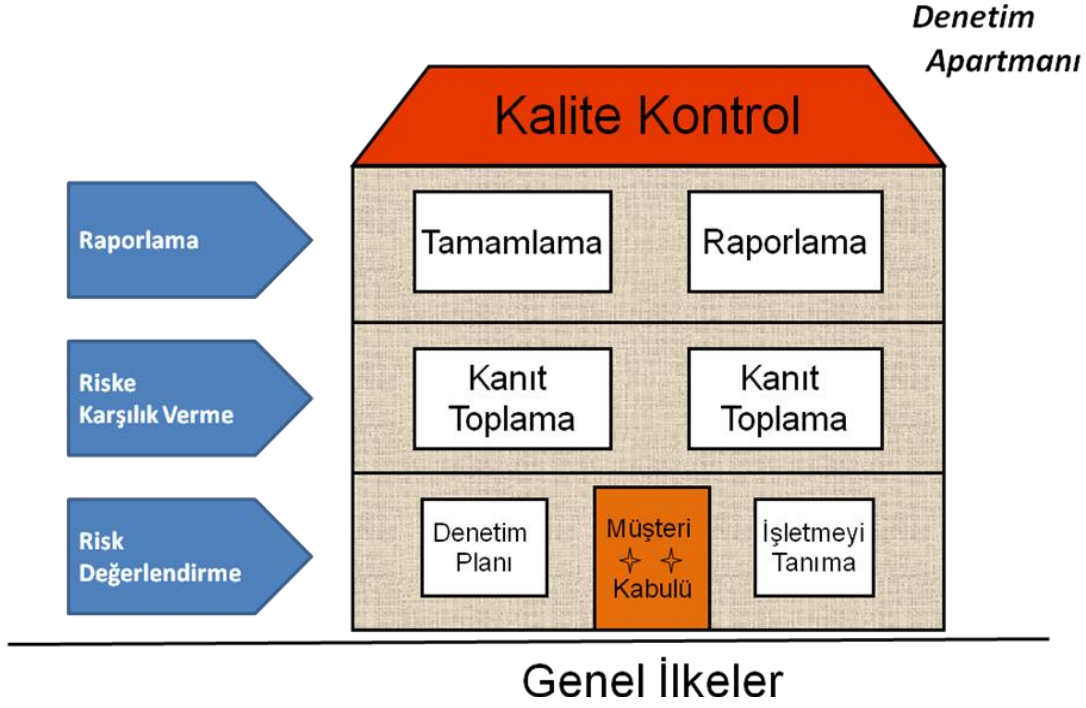 Denetim
Apartmanı
Kalite Kontrol
Raporlama
Tamamlama
Raporlama
Riske
Karşılık Verme
Kanıt
Toplama
Kanıt
Toplama
Risk
Değerlendirme
Denetim
Planı
Müşteri
Kabulü
İşletmeyi
Tanıma
Genel İlkeler